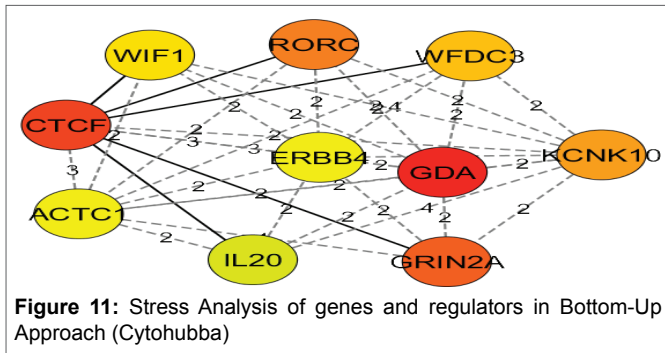 WIF1 RORC WFDC3
2 2 2 4 2 2
CTCF 2 2 2
3 3 ERBB4 GDA KCNK10
3 2 2 2
ACTC1 2 2 2 4
2 2 2 2 2 2
IL20 GRIN2A
Figure 11: Stress Analysis of genes and regulators in Bottom-Up
Approach (Cytohubba)